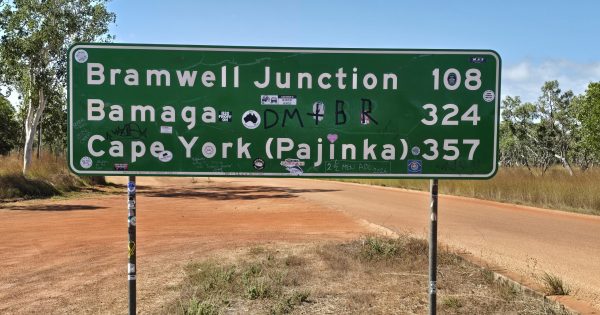 Bramwell Junction 108
Bamaga DM+BR 324
Cape York (Pajinka) 357